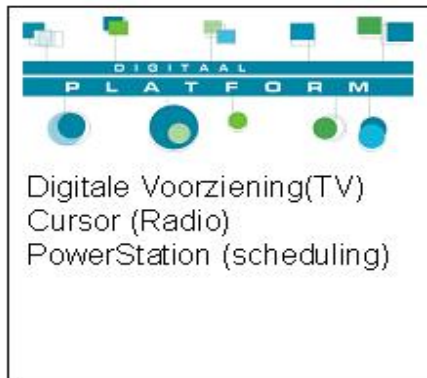 DIGITAAL
PLATFORM
Digitale Voorziening(TV)
Cursor (Radio)
PowerStation (scheduling)